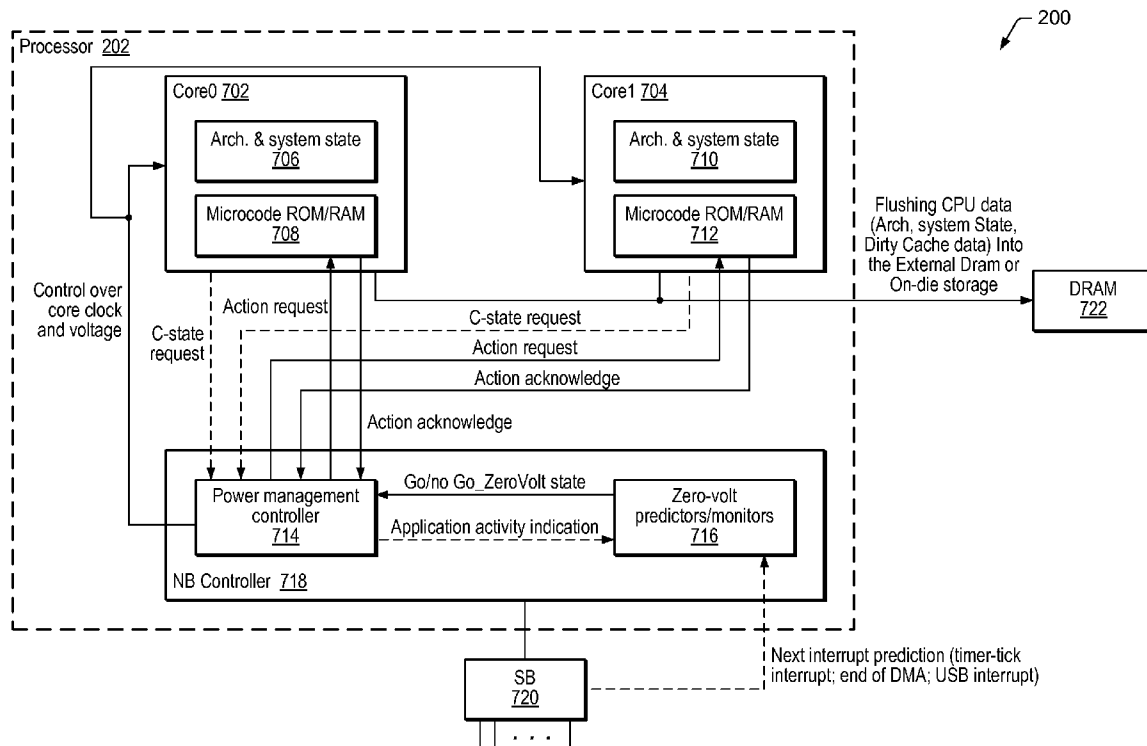 200
Processor 202
Core0 702
Arch. & system state
706
Microcode ROM/RAM
708
Core1 704
Arch. & system state
710
Microcode ROM/RAM
712
Flushing CPU data
(Arch, system State,
Dirty Cache data) Into
the External Dram or
On-die storage
DRAM
722
Control over
core clock
and voltage
C-state
request
Action request
C-state request
Action request
Action acknowledge
Action acknowledge
Power management
controller
714
Go/no Go_ZeroVolt state
Application activity indication
Zero-volt
predictors/monitors
716
NB Controller 718
Next interrupt prediction (timer-tick
interrupt; end of DMA; USB interrupt)
SB
720
. . .